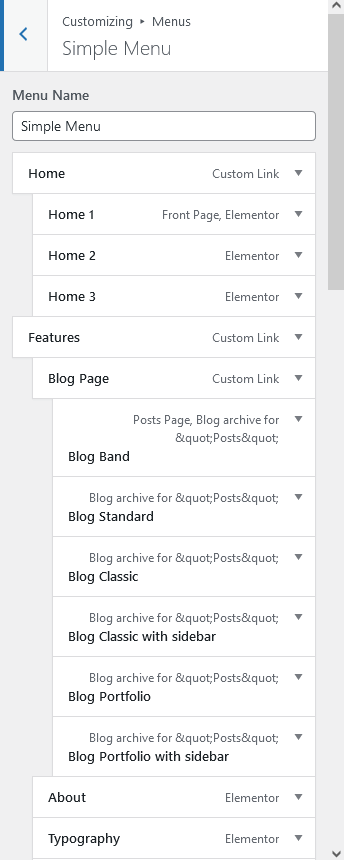 Customizing ▸ Menus
Simple Menu
Menu Name
Simple Menu
Home Custom Link
Home 1 Front Page, Elementor
Home 2 Elementor
Home 3 Elementor
Features Custom Link
Blog Page Custom Link
Posts Page, Blog archive for
&quot;Posts&quot;
Blog Band
Blog archive for &quot;Posts&quot;
Blog Standard
Blog archive for &quot;Posts&quot;
Blog Classic
Blog archive for &quot;Posts&quot;
Blog Classic with sidebar
Blog archive for &quot;Posts&quot;
Blog Portfolio
Blog archive for &quot;Posts&quot;
Blog Portfolio with sidebar
About Elementor
Typography Elementor